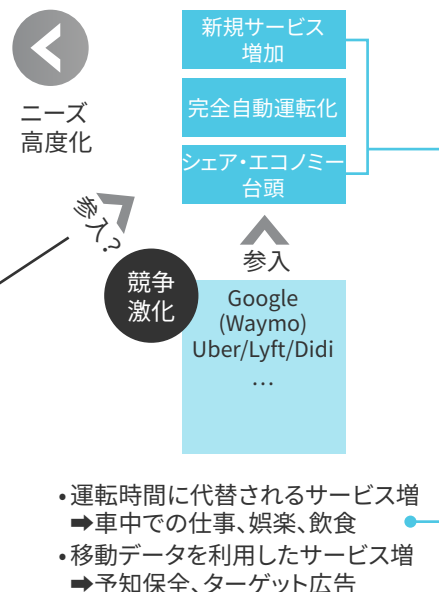 新規サービス
増加
ニーズ
高度化
完全自動運転化
シェア・エコノミー
台頭
参入?
参入
競争
激化
Google
(Waymo)
Uber/Lyft/Didi
…
•運転時間に代替されるサービス増
➡車中での仕事、娯楽、飲食
•移動データを利用したサービス増
➡予知保全、ターゲット広告